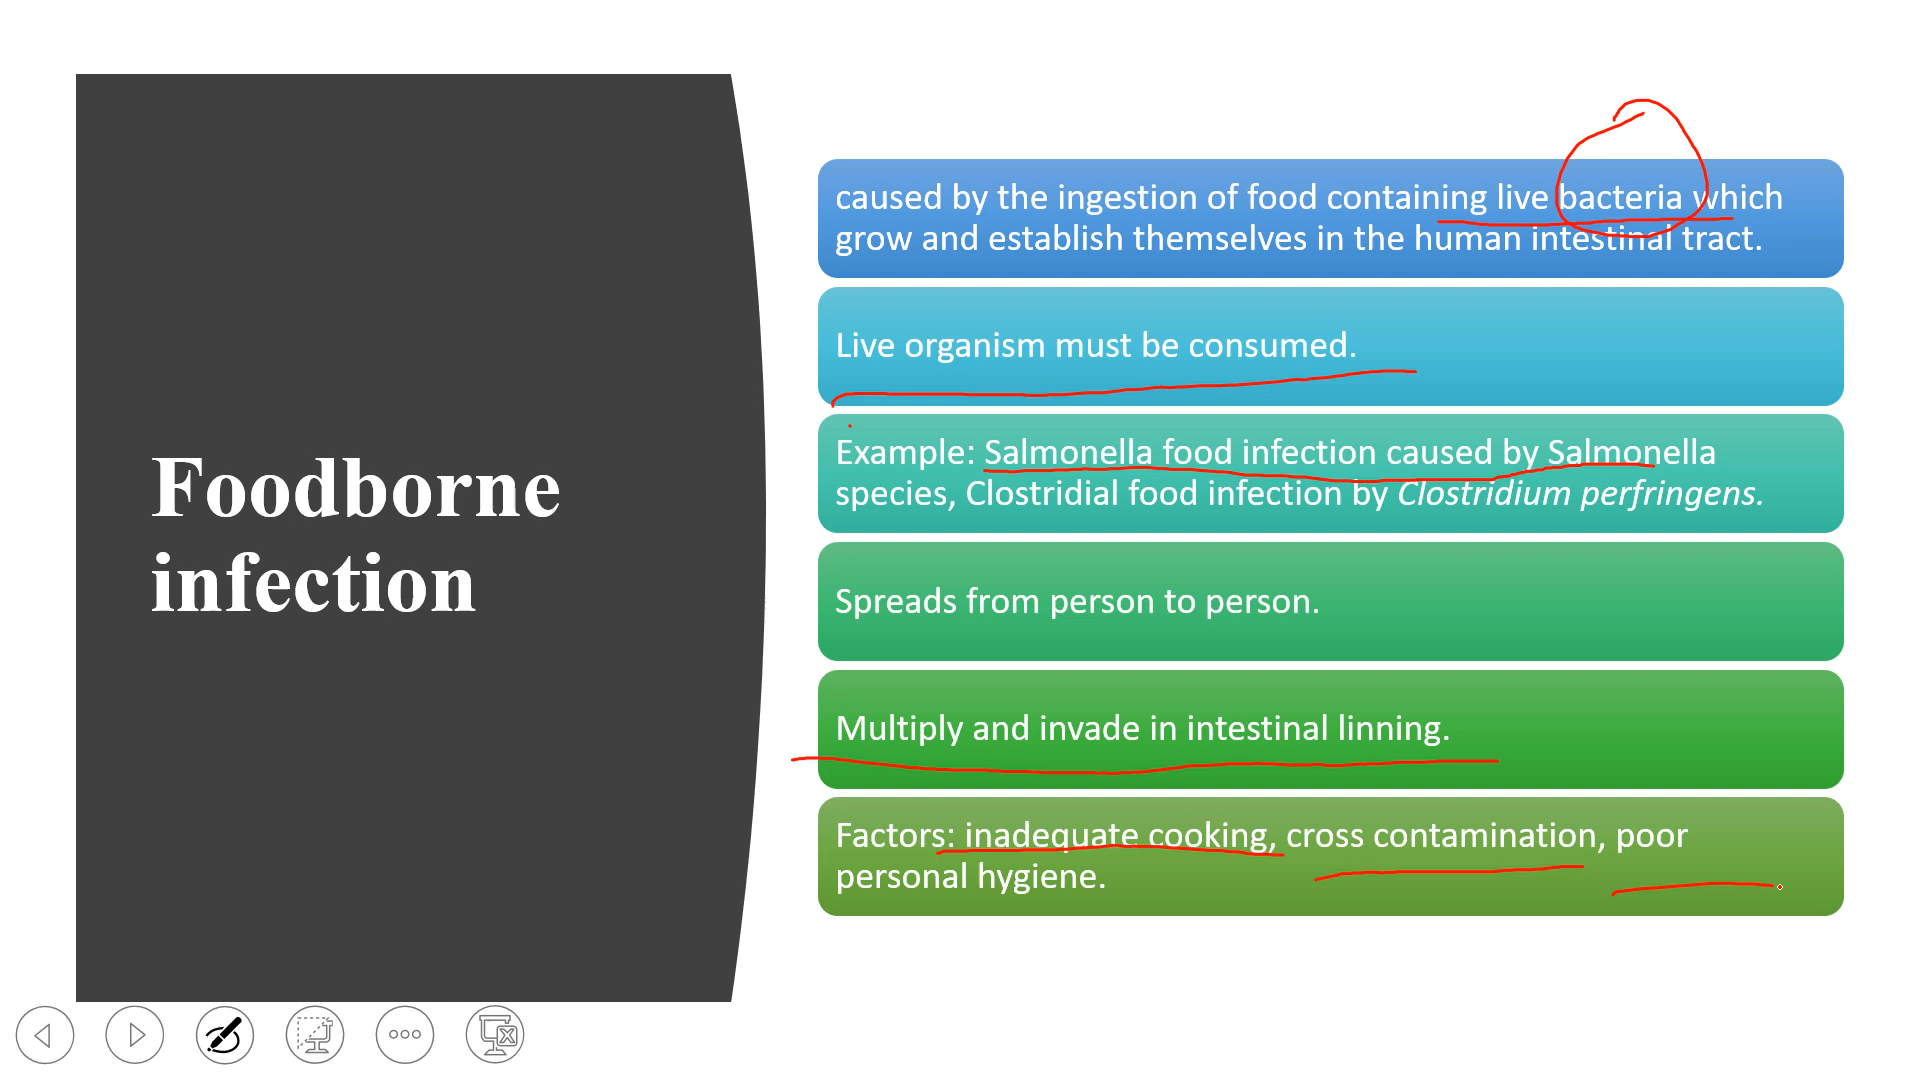 Foodborne
infection
caused by the ingestion of food containing live bacteria which
grow and establish themselves in the human intestinal tract.
Live organism must be consumed.
Example: Salmonella food infection caused by Salmonella
species, Clostridial food infection by Clostridium perfringens.
Spreads from person to person.
Multiply and invade in intestinal linning.
Factors: inadequate cooking, cross contamination, poor
personal hygiene.